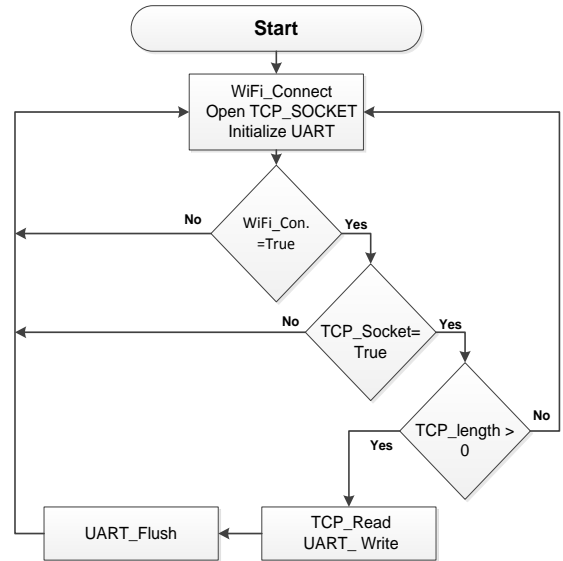 Start
WiFi_Connect
Open TCP_SOCKET
Initialize UART
No
WiFi_Con.
=True
Yes
No
TCP_Socket=
True
Yes
TCP_length >
0
No
Yes
UART_Flush
TCP_Read
UART_ Write